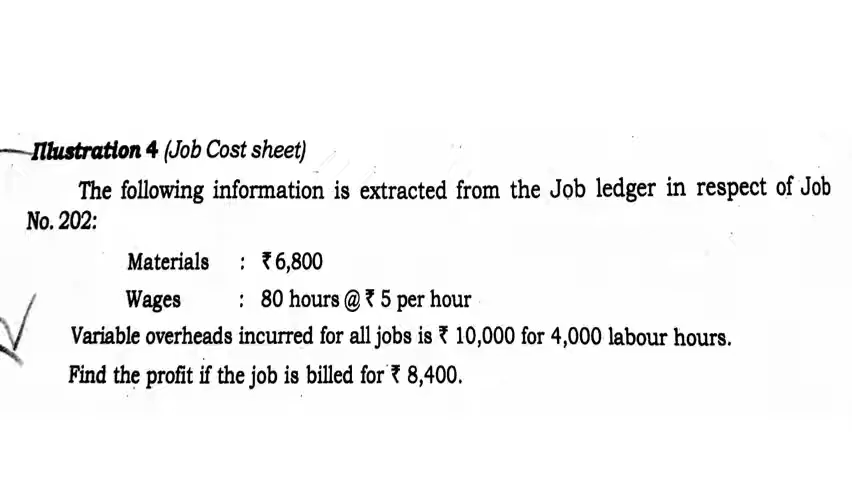 Illustration 4 (Job Cost sheet)
The following information is extracted from the Job ledger in respect of Job
No. 202:
Materials : ₹ 6,800
Wages : 80 hours @ ₹ 5 per hour
Variable overheads incurred for all jobs is ₹ 10,000 for 4,000 labour hours.
Find the profit if the job is billed for ₹ 8,400.